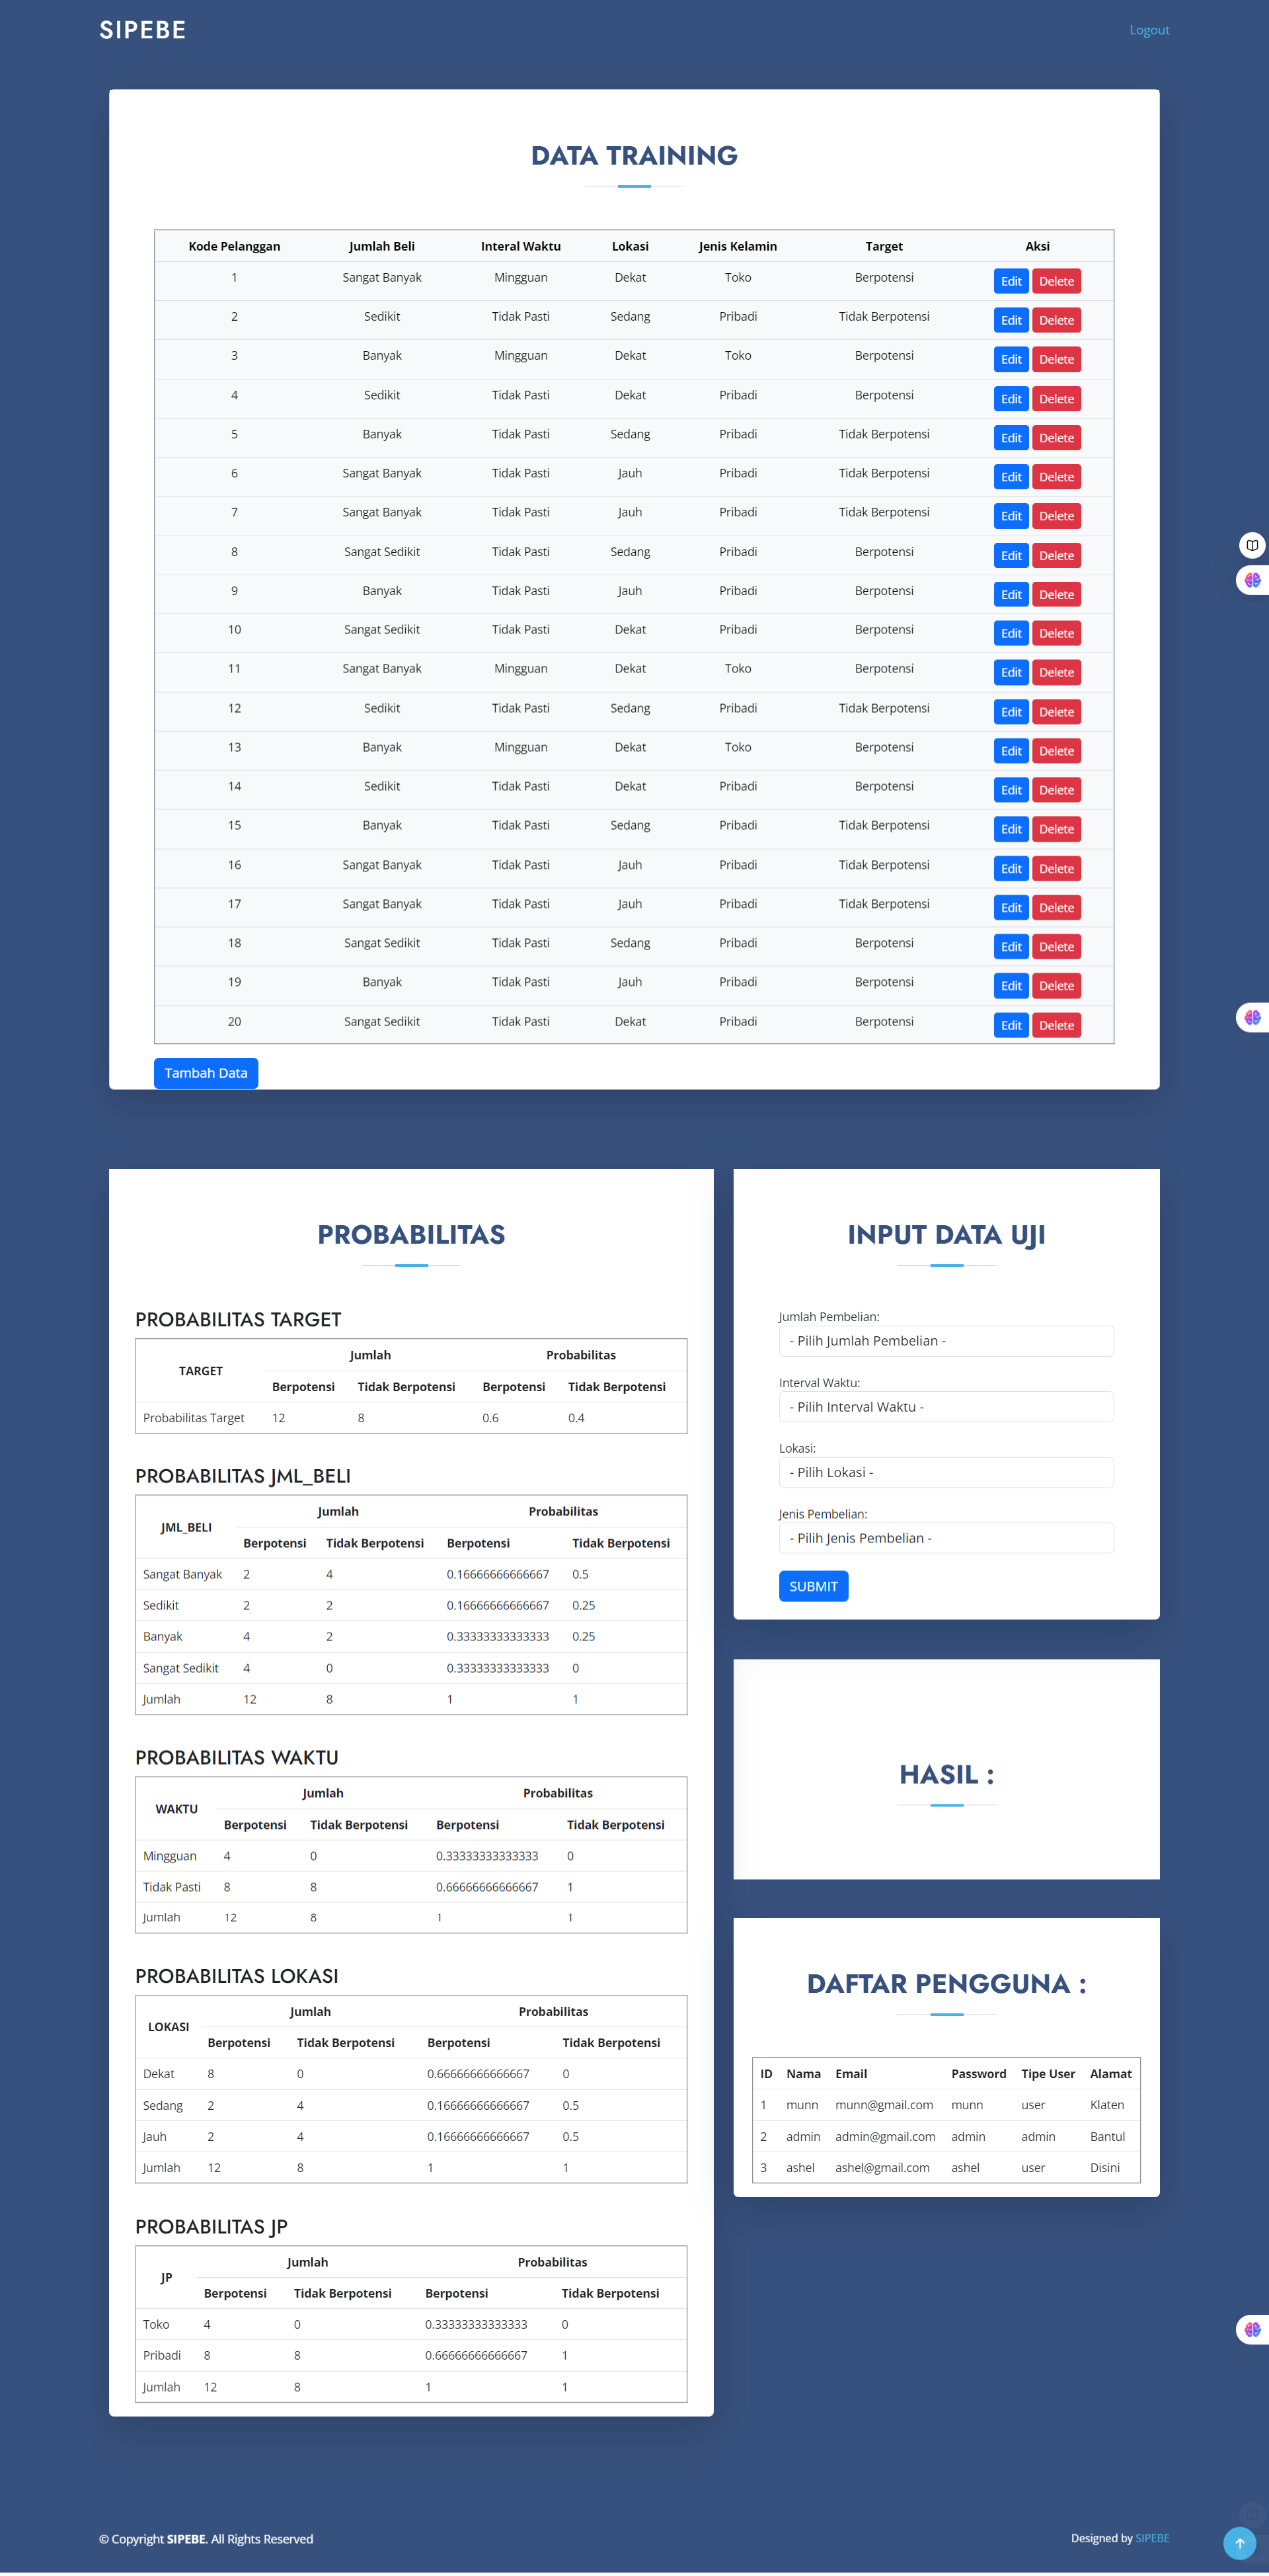 SIPEBE
Logout
DATA TRAINING
Kode Pelanggan Jumlah Beli Interal Waktu Lokasi Jenis Kelamin Target Aksi
1 Sangat Banyak Mingguan Dekat Toko Berpotensi Edit Delete
2 Sedikit Tidak Pasti Sedang Pribadi Tidak Berpotensi Edit Delete
3 Banyak Mingguan Dekat Toko Berpotensi Edit Delete
4 Sedikit Tidak Pasti Dekat Pribadi Berpotensi Edit Delete
5 Banyak Tidak Pasti Sedang Pribadi Tidak Berpotensi Edit Delete
6 Sangat Banyak Tidak Pasti Jauh Pribadi Tidak Berpotensi Edit Delete
7 Sangat Banyak Tidak Pasti Jauh Pribadi Tidak Berpotensi Edit Delete
8 Sangat Sedikit Tidak Pasti Sedang Pribadi Berpotensi Edit Delete
9 Banyak Tidak Pasti Jauh Pribadi Berpotensi Edit Delete
10 Sangat Sedikit Tidak Pasti Dekat Pribadi Berpotensi Edit Delete
11 Sangat Banyak Mingguan Dekat Toko Berpotensi Edit Delete
12 Sedikit Tidak Pasti Sedang Pribadi Tidak Berpotensi Edit Delete
13 Banyak Mingguan Dekat Toko Berpotensi Edit Delete
14 Sedikit Tidak Pasti Dekat Pribadi Berpotensi Edit Delete
15 Banyak Tidak Pasti Sedang Pribadi Tidak Berpotensi Edit Delete
16 Sangat Banyak Tidak Pasti Jauh Pribadi Tidak Berpotensi Edit Delete
17 Sangat Banyak Tidak Pasti Jauh Pribadi Tidak Berpotensi Edit Delete
18 Sangat Sedikit Tidak Pasti Sedang Pribadi Berpotensi Edit Delete
19 Banyak Tidak Pasti Jauh Pribadi Berpotensi Edit Delete
20 Sangat Sedikit Tidak Pasti Dekat Pribadi Berpotensi Edit Delete
Tambah Data
PROBABILITAS
PROBABILITAS TARGET
TARGET Jumlah Probabilitas
Berpotensi Tidak Berpotensi Berpotensi Tidak Berpotensi
Probabilitas Target 12 8 0.6 0.4
PROBABILITAS JML_BELI
JML_BELI Jumlah Probabilitas
Berpotensi Tidak Berpotensi Berpotensi Tidak Berpotensi
Sangat Banyak 2 4 0.16666666666667 0.5
Sedikit 2 2 0.16666666666667 0.25
Banyak 4 2 0.33333333333333 0.25
Sangat Sedikit 4 0 0.33333333333333 0
Jumlah 12 8 1 1
PROBABILITAS WAKTU
WAKTU Jumlah Probabilitas
Berpotensi Tidak Berpotensi Berpotensi Tidak Berpotensi
Mingguan 4 0 0.33333333333333 0
Tidak Pasti 8 8 0.66666666666667 1
Jumlah 12 8 1 1
PROBABILITAS LOKASI
LOKASI Jumlah Probabilitas
Berpotensi Tidak Berpotensi Berpotensi Tidak Berpotensi
Dekat 8 0 0.66666666666667 0
Sedang 2 4 0.16666666666667 0.5
Jauh 2 4 0.16666666666667 0.5
Jumlah 12 8 1 1
PROBABILITAS JP
JP Jumlah Probabilitas
Berpotensi Tidak Berpotensi Berpotensi Tidak Berpotensi
Toko 4 0 0.33333333333333 0
Pribadi 8 8 0.66666666666667 1
Jumlah 12 8 1 1
INPUT DATA UJI
Jumlah Pembelian:
- Pilih Jumlah Pembelian -
Interval Waktu:
- Pilih Interval Waktu -
Lokasi:
- Pilih Lokasi -
Jenis Pembelian:
- Pilih Jenis Pembelian -
SUBMIT
HASIL :
DAFTAR PENGGUNA :
ID Nama Email Password Tipe User Alamat
1 munn munn@gmail.com munn user Klaten
2 admin admin@gmail.com admin admin Bantul
3 ashel ashel@gmail.com ashel user Disini
© Copyright SIPEBE. All Rights Reserved
Designed by SIPEBE